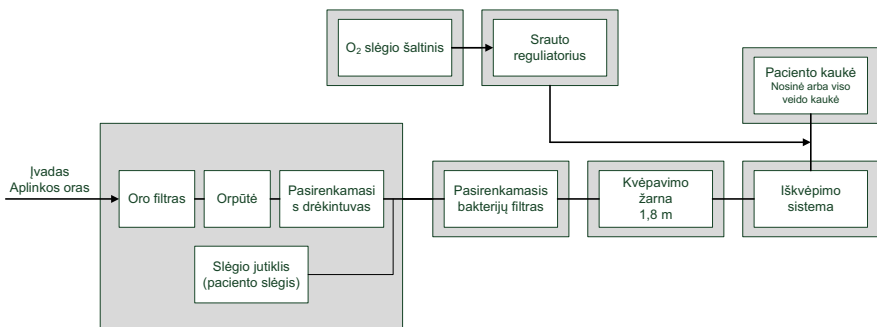 O₂ slėgio šaltinis
Srauto
reguliatorius
Paciento kaukė
Nosinė arba viso
veido kaukė
Įvadas
Aplinkos oras
Oro filtras
Orpūtė
Pasirenkamasi
s drėkintuvas
Pasirenkamasis
bakterijų filtras
Kvėpavimo
žarna
1,8 m
Iškvėpimo
sistema
Slėgio jutiklis
(paciento slėgis)